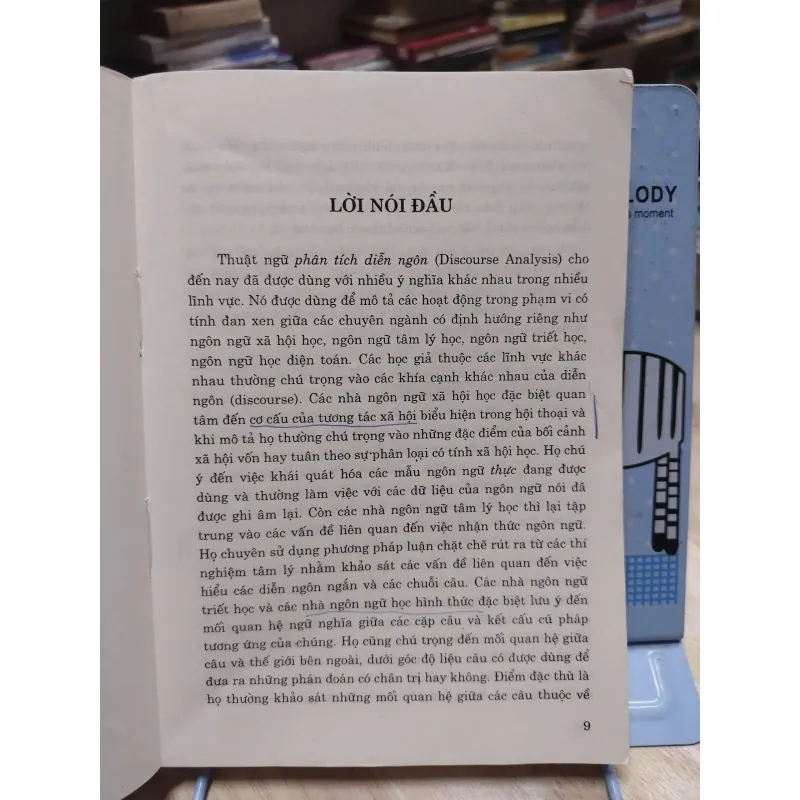 LỜI NÓI ĐẦU
Thuật ngữ phân tích diễn ngôn (Discourse Analysis) cho
đến nay đã được dùng với nhiều ý nghĩa khác nhau trong nhiều
lĩnh vực. Nó được dùng để mô tả các hoạt động trong phạm vi có
tính đan xen giữa các chuyên ngành có định hướng riêng như
ngôn ngữ xã hội học, ngôn ngữ tâm lý học, ngôn ngữ triết học,
ngôn ngữ học điện toán. Các học giả thuộc các lĩnh vực khác
nhau thường chú trọng vào các khía cạnh khác nhau của diễn
ngôn (discourse). Các nhà ngôn ngữ xã hội học đặc biệt quan
tâm đến cơ cấu của tương tác xã hội biểu hiện trong hội thoại và
khi mô tả họ thường chú trọng vào những đặc điểm của bối cảnh
xã hội vốn hay tuân theo sự phân loại có tính xã hội học. Họ chú
ý đến việc khái quát hóa các mẫu ngôn ngữ thực đang được
dùng và thường làm việc với các dữ liệu của ngôn ngữ nói đã
được ghi âm lại. Còn các nhà ngôn ngữ tâm lý học thì lại tập
trung vào các vấn đề liên quan đến việc nhận thức ngôn ngữ.
Họ chuyên sử dụng phương pháp luận chặt chẽ rút ra từ các thí
nghiệm tâm lý nhằm khảo sát các vấn đề liên quan đến việc
hiểu các diễn ngôn ngắn và các chuỗi câu. Các nhà ngôn ngữ
triết học và các nhà ngôn ngữ học hình thức đặc biệt lưu ý đến
mối quan hệ ngữ nghĩa giữa các cặp câu và kết cấu cú pháp
tương ứng của chúng. Họ cũng chú trọng đến mối quan hệ giữa
câu và thế giới bên ngoài, dưới góc độ liệu câu có được dùng để
đưa ra những phán đoán có chân trị hay không. Điểm đặc thù là
họ thường khảo sát những mối quan hệ giữa các câu thuộc về
9
LODY
moment